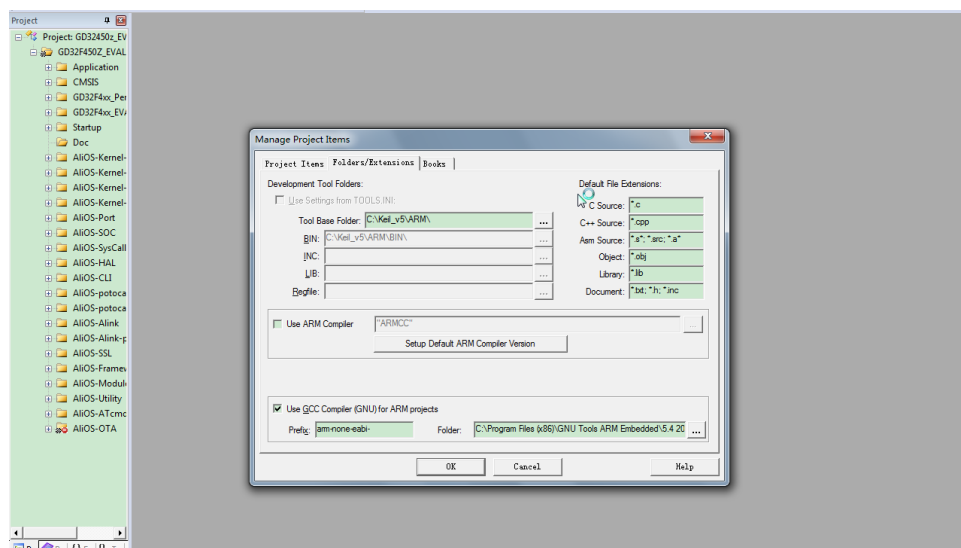 Project
Project: GD32450z_EV
GD32F450Z_EVAL
Application
CMSIS
GD32F4xx_Per
GD32F4xx_EV
Startup
Doc
AliOS-Kernel-
AliOS-Kernel-
AliOS-Kernel-
AliOS-Kernel-
AliOS-Port
AliOS-SOC
AliOS-SysCall
AliOS-HAL
AliOS-CLI
AliOS-potoca
AliOS-potoca
AliOS-Alink
AliOS-Alink-p
AliOS-SSL
AliOS-Framev
AliOS-Modul
AliOS-Utility
AliOS-ATcmc
AliOS-OTA
Manage Project Items
Project Items Folders/Extensions Books
Development Tool Folders: Default File Extensions:
Use Settings from TOOLS.INI:
C Source: *.c
Tool Base Folder: C:\Keil_v5\ARM\ ... C++ Source: *.cpp
BIN: C:\Keil_v5\ARM\BIN\ ... Asm Source: *.s*; *.src; *.a*
INC: ... Object: *.obj
LIB: ... Library: *.lib
Regfile: ... Document: *.txt; *.h; *.inc
Use ARM Compiler "ARMCC" ...
Setup Default ARM Compiler Version
Use GCC Compiler (GNU) for ARM projects
Prefix: arm-none-eabi- Folder: C:\Program Files (x86)\GNU Tools ARM Embedded\5.4 20 ...
OK Cancel Help